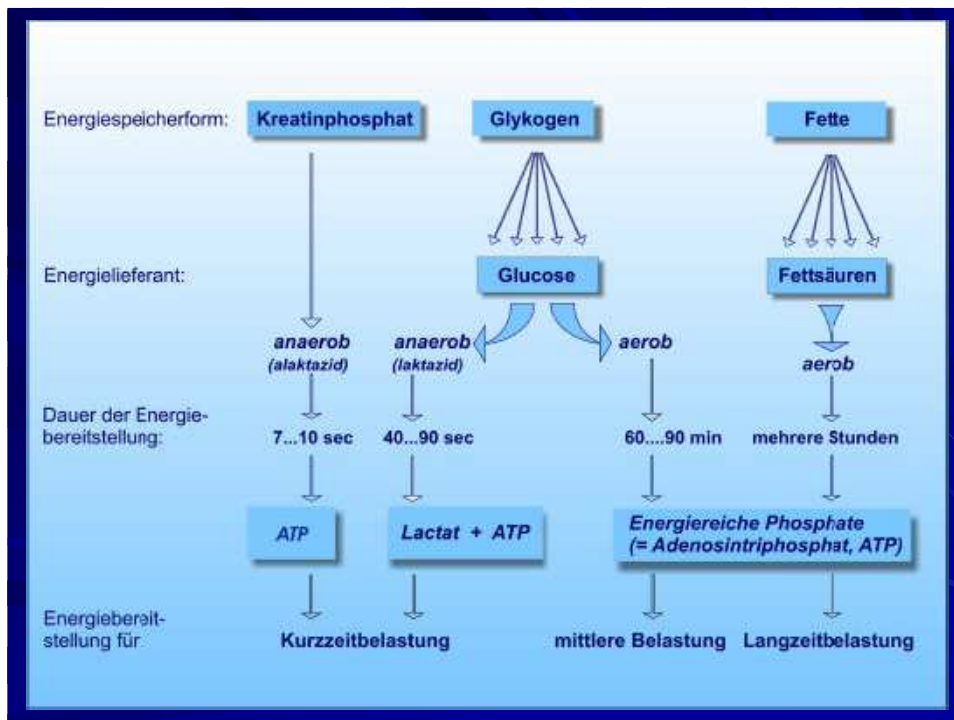 Energiespeicherform: Kreatinphosphat Glykogen Fette
Energielieferant: Glucose Fettsäuren
anaerob anaerob aerob
(alaktazid) (laktazid) aerob
Dauer der Energie-
bereitstellung: 7...10 sec 40...90 sec 60....90 min mehrere Stunden
ATP Lactat + ATP Energiereiche Phosphate
(= Adenosintriphosphat, ATP)
Energiebereit-
stellung für Kurzzeitbelastung mittlere Belastung Langzeitbelastung